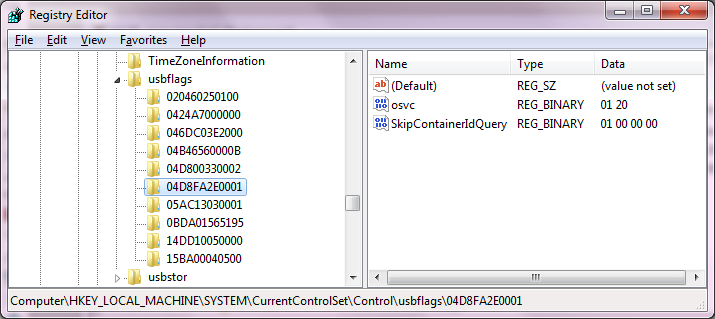 Registry Editor
File Edit View Favorites Help
TimeZoneInformation
usbflags
020460250100
0424A7000000
046DC03E2000
04B46560000B
04D800330002
04D8FA2E0001
05AC13030001
0BDA01565195
14DD10050000
15BA00040500
usbstor
Name Type Data
(Default) REG_SZ (value not set)
osvc REG_BINARY 01 20
SkipContainerIdQuery REG_BINARY 01 00 00 00
Computer\HKEY_LOCAL_MACHINE\SYSTEM\CurrentControlSet\Control\usbflags\04D8FA2E0001